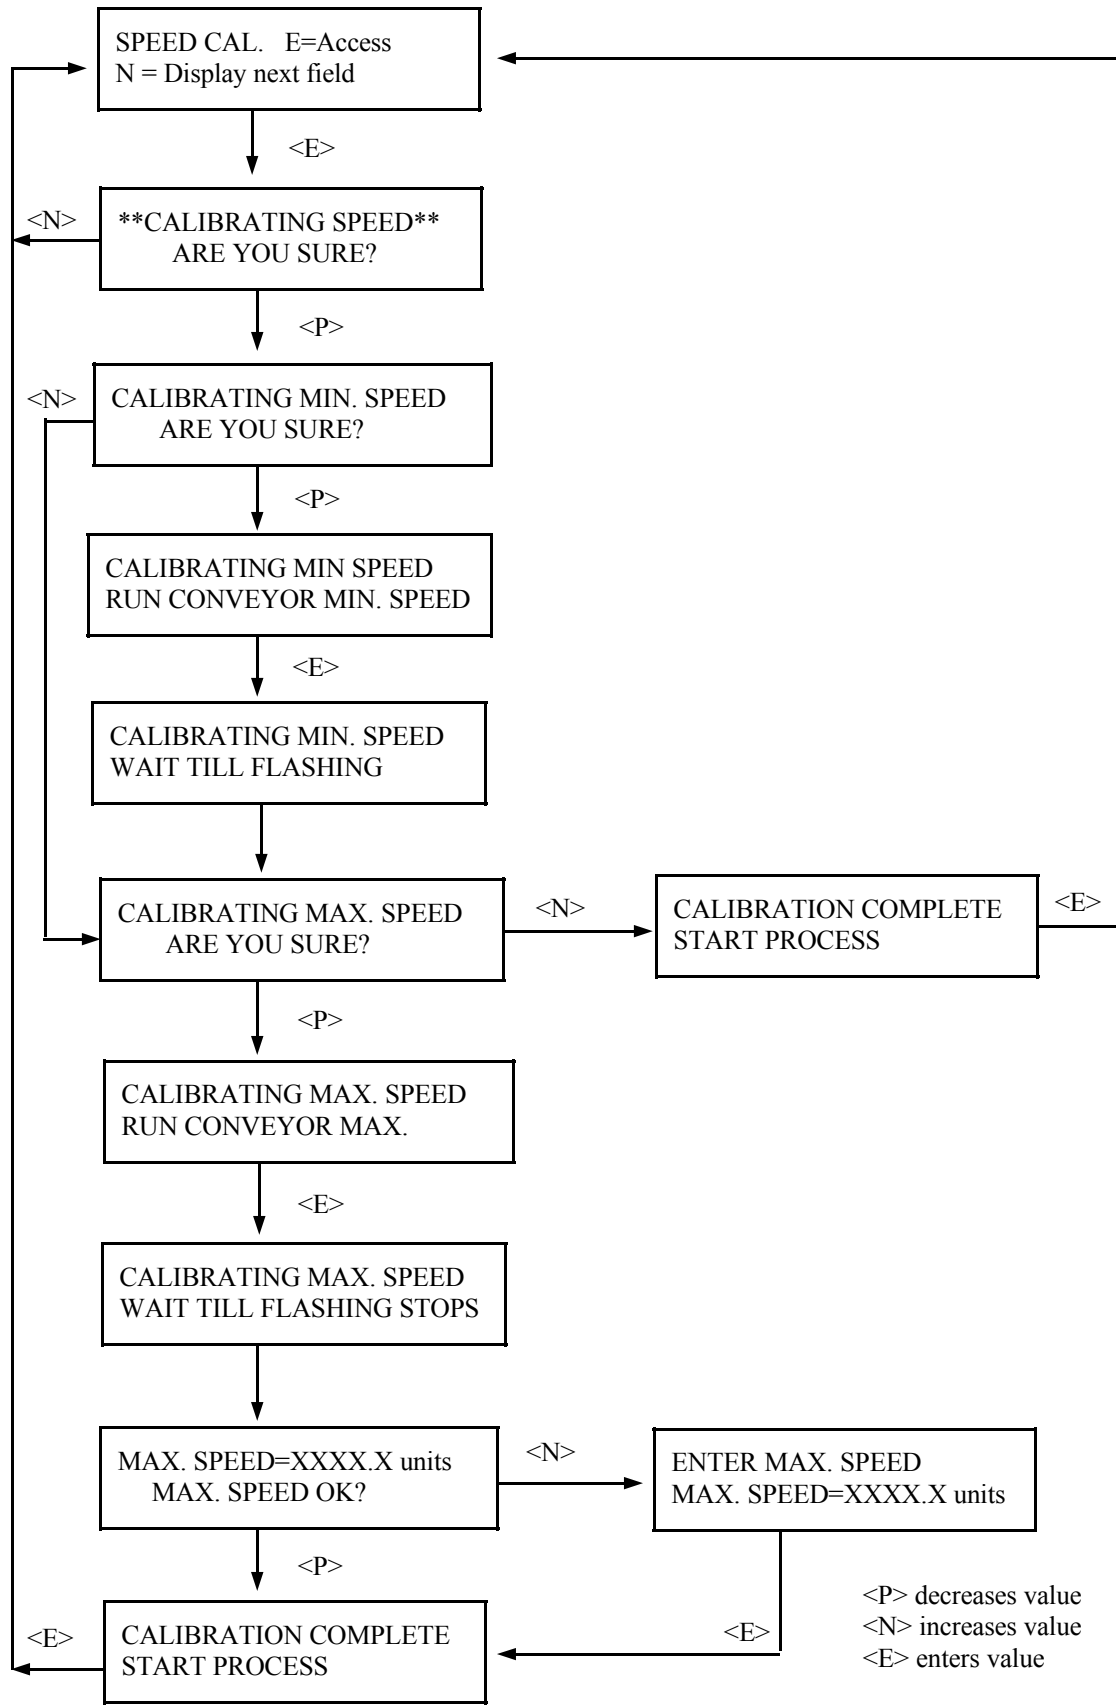 SPEED CAL. E=Access
N = Display next field
<E>
<N>
**CALIBRATING SPEED**
ARE YOU SURE?
<P>
<N>
CALIBRATING MIN. SPEED
ARE YOU SURE?
<P>
CALIBRATING MIN SPEED
RUN CONVEYOR MIN. SPEED
<E>
CALIBRATING MIN. SPEED
WAIT TILL FLASHING
CALIBRATING MAX. SPEED
ARE YOU SURE?
<N>
CALIBRATION COMPLETE
START PROCESS
<E>
<P>
CALIBRATING MAX. SPEED
RUN CONVEYOR MAX.
<E>
CALIBRATING MAX. SPEED
WAIT TILL FLASHING STOPS
MAX. SPEED=XXXX.X units
MAX. SPEED OK?
<N>
ENTER MAX. SPEED
MAX. SPEED=XXXX.X units
<P>
<E>
CALIBRATION COMPLETE
START PROCESS
<E>
<P> decreases value
<N> increases value
<E> enters value